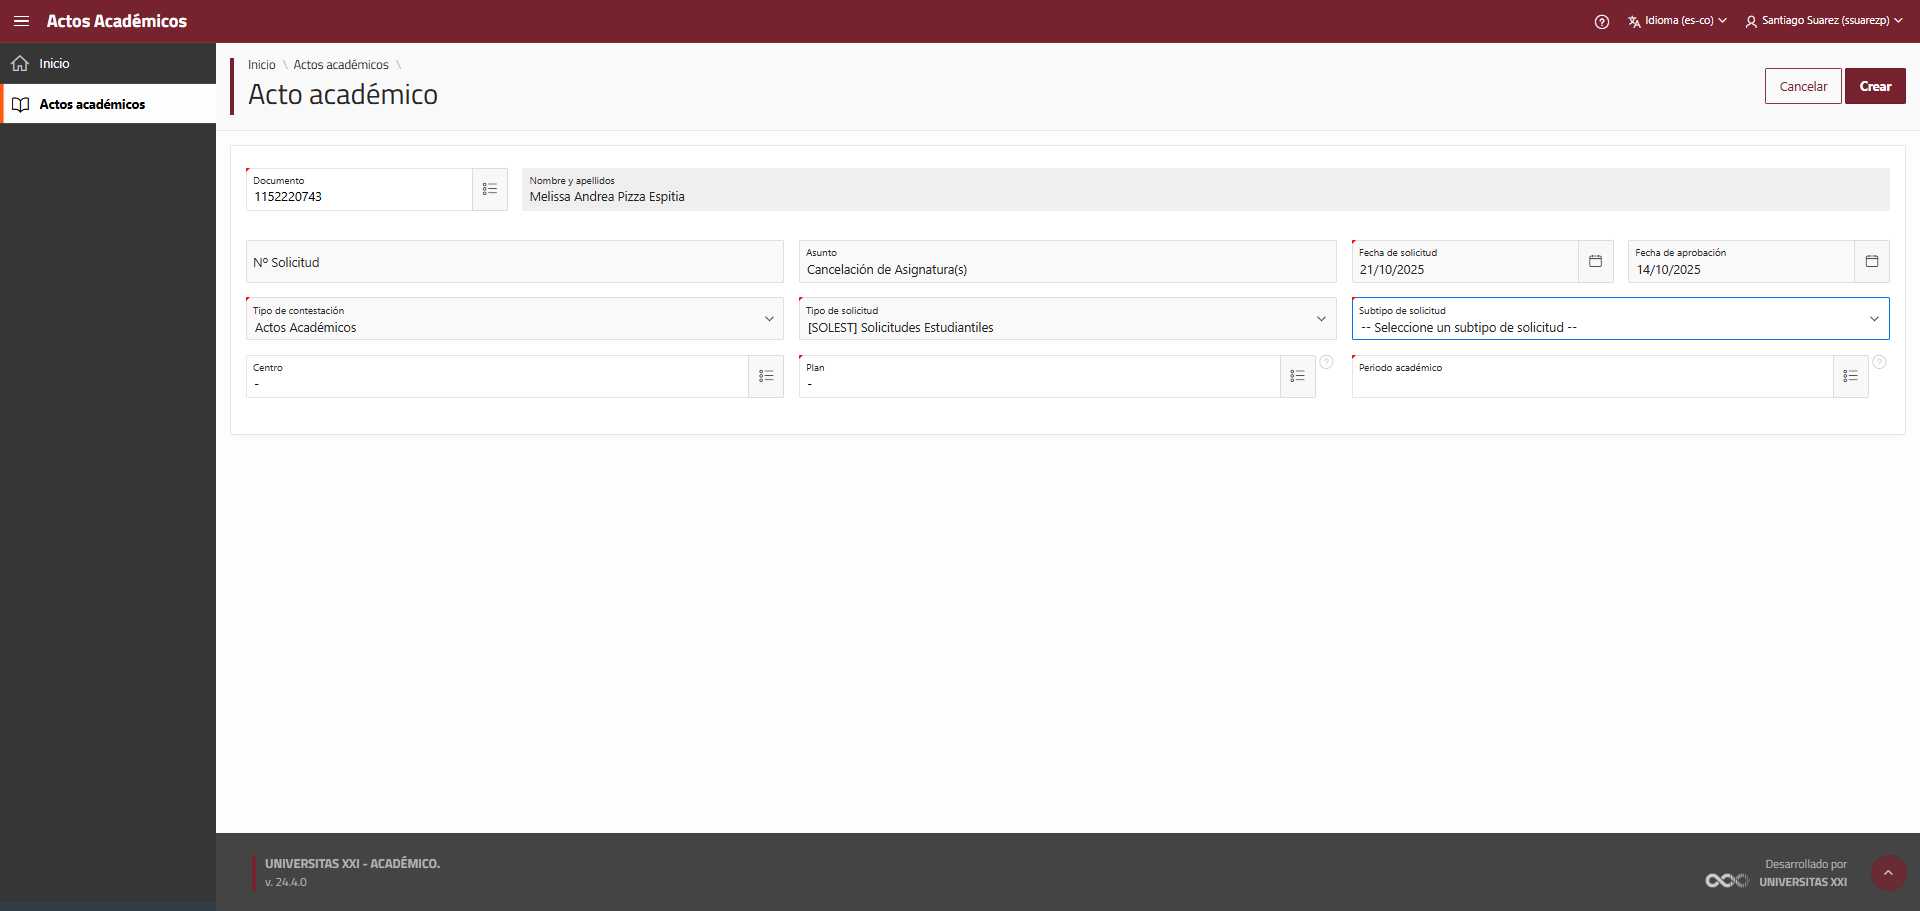 Actos Académicos
Idioma (es-co)
Santiago Suarez (ssuarezp)
Inicio
Actos académicos
Inicio \ Actos académicos \
Acto académico
Cancelar
Crear
Documento
1152220743
Nombre y apellidos
Melissa Andrea Pizza Espitia
Nº Solicitud
Asunto
Cancelación de Asignatura(s)
Fecha de solicitud
21/10/2025
Fecha de aprobación
14/10/2025
Tipo de contestación
Actos Académicos
Tipo de solicitud
[SOLEST] Solicitudes Estudiantiles
Subtipo de solicitud
-- Seleccione un subtipo de solicitud --
Centro
-
Plan
-
Periodo académico
UNIVERSITAS XXI - ACADÉMICO.
v. 24.4.0
Desarrollado por
UNIVERSITAS XXI